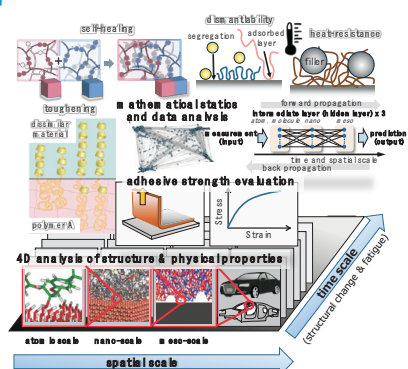 self-healing
dismantlability
segregation
adsorbed
layer
heat-resistance
filler
toughening
dissimilar
material
polymer A
mathematical statics
and data analysis
forward propagation
intermediate layer (hidden layer) x 3
atom, molecule nano meso
measurement
(input)
prediction
(output)
time and spatial scale
back propagation
adhesive strength evaluation
Stress
Strain
4D analysis of structure & physical properties
atomic scale nano-scale meso-scale
spatial scale
time scale
(structural change & fatigue)